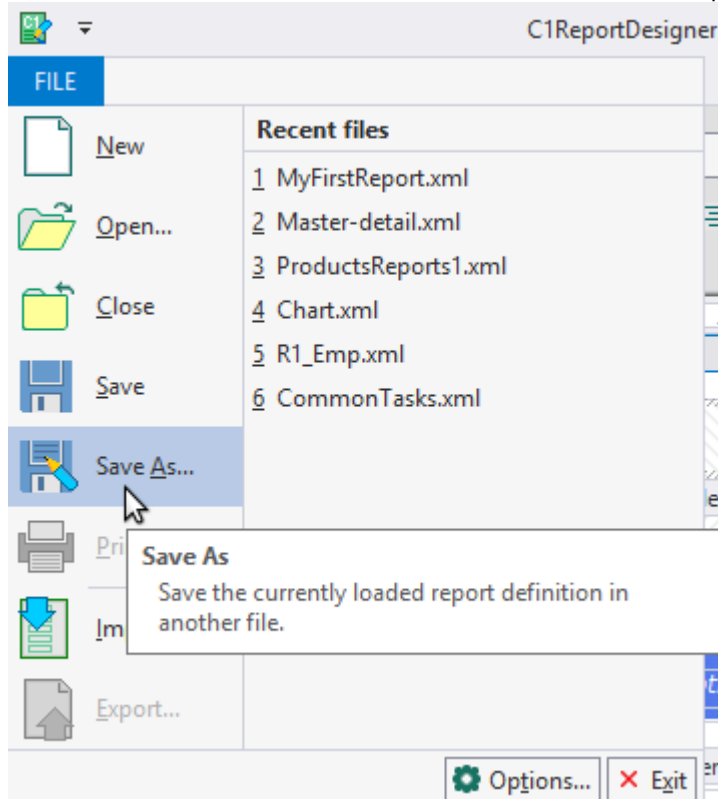 C1ReportDesigner
FILE
New
Open...
Close
Save
Save As...
Pri
Im
Export...
Recent files
1 MyFirstReport.xml
2 Master-detail.xml
3 ProductsReports1.xml
4 Chart.xml
5 R1_Emp.xml
6 CommonTasks.xml
Save As
Save the currently loaded report definition in
another file.
Options...
Exit